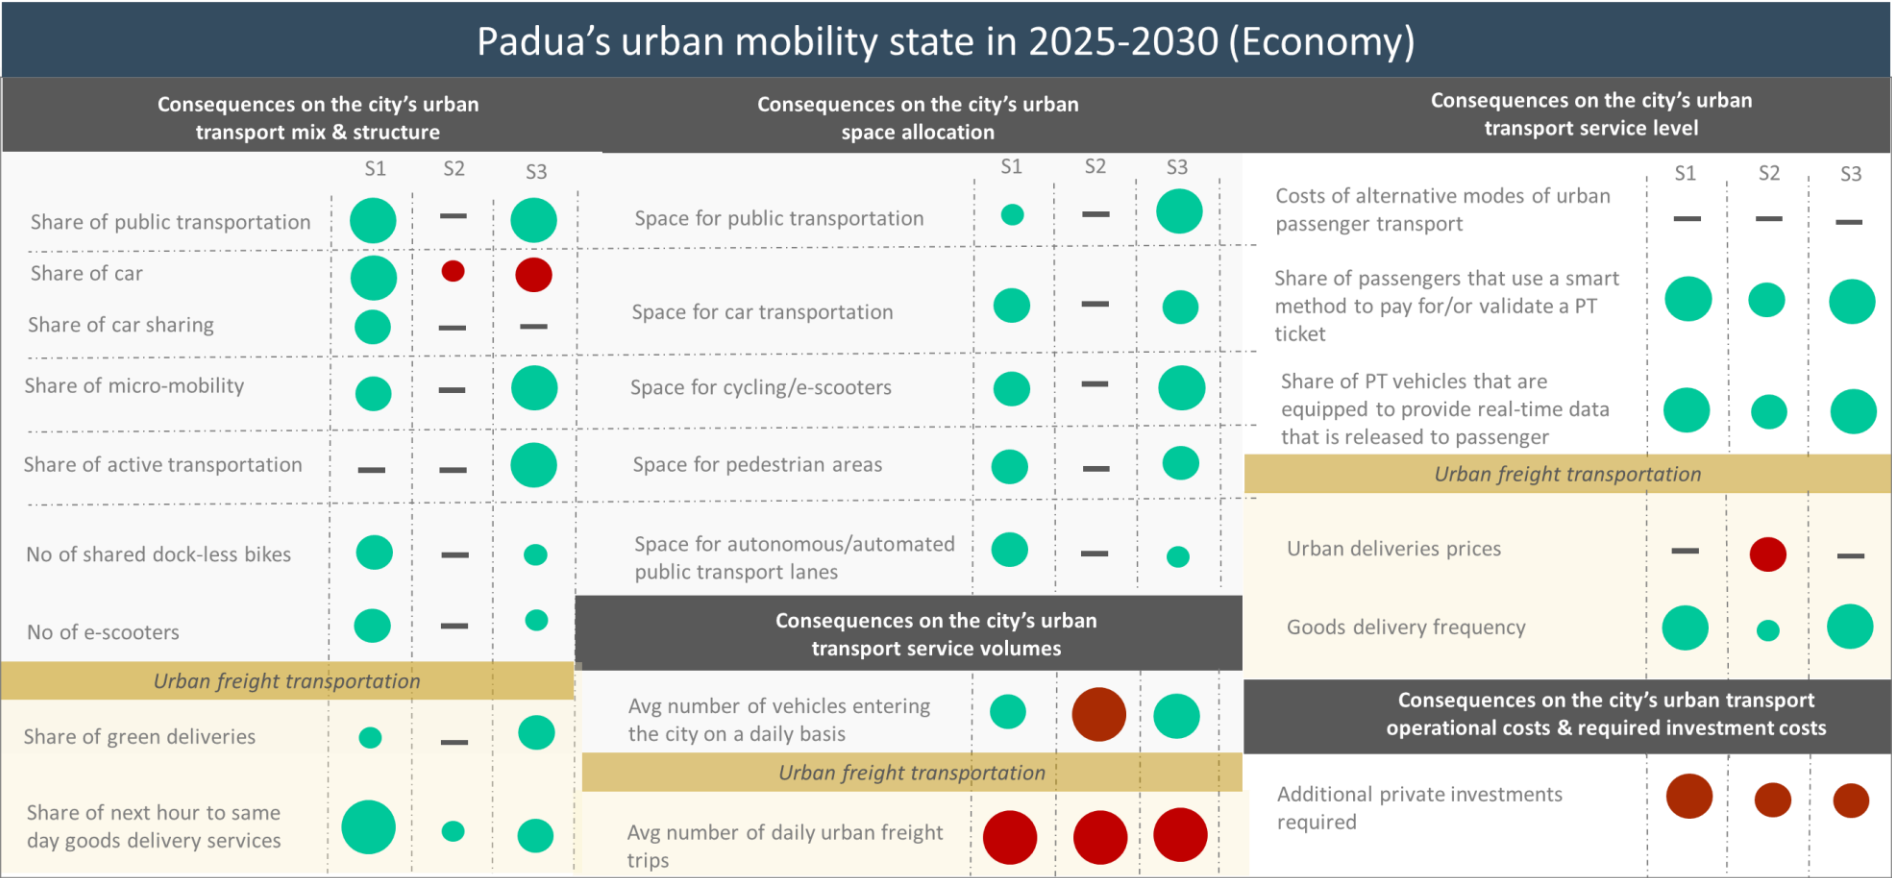 Padua’s urban mobility state in 2025-2030 (Economy)
Consequences on the city’s urban
transport mix & structure
S1 S2 S3
Share of public transportation
Share of car
Share of car sharing
Share of micro-mobility
Share of active transportation
No of shared dock-less bikes
No of e-scooters
Urban freight transportation
Share of green deliveries
Share of next hour to same
day goods delivery services
Consequences on the city’s urban
space allocation
S1 S2 S3
Space for public transportation
Space for car transportation
Space for cycling/e-scooters
Space for pedestrian areas
Space for autonomous/automated
public transport lanes
Consequences on the city’s urban
transport service volumes
Avg number of vehicles entering
the city on a daily basis
Urban freight transportation
Avg number of daily urban freight
trips
Consequences on the city’s urban
transport service level
S1 S2 S3
Costs of alternative modes of urban
passenger transport
Share of passengers that use a smart
method to pay for/or validate a PT
ticket
Share of PT vehicles that are
equipped to provide real-time data
that is released to passenger
Urban freight transportation
Urban deliveries prices
Goods delivery frequency
Consequences on the city’s urban transport
operational costs & required investment costs
Additional private investments
required